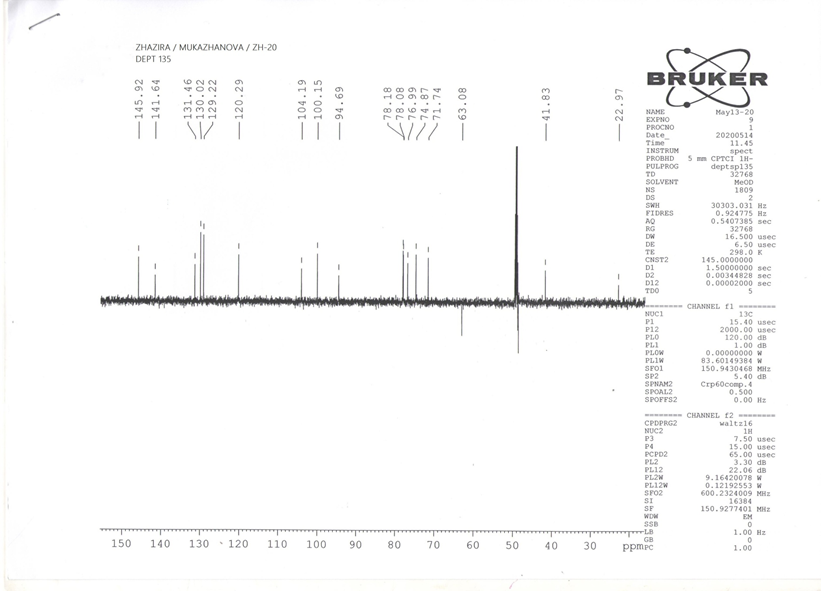 ZHAZIRA / MUKAZHANOVA / ZH-20
DEPT 135
145.92
141.64
131.46
130.02
129.22
120.29
104.19
100.15
94.69
78.18
78.08
76.99
74.87
71.74
63.08
41.83
22.97
BRUKER
NAME May13-20
EXPNO 9
PROCNO 1
Date_ 20200514
Time 11.45
INSTRUM spect
PROBHD 5 mm CPTCI 1H-
PULPROG deptsp135
TD 32768
SOLVENT MeOD
NS 1809
DS 2
SWH 30303.031 Hz
FIDRES 0.924775 Hz
AQ 0.5407385 sec
RG 32768
DW 16.500 usec
DE 6.50 usec
TE 298.0 K
CNST2 145.0000000
D1 1.50000000 sec
D2 0.00344828 sec
D12 0.00002000 sec
TD0 5
======== CHANNEL f1 ========
NUC1 13C
P1 15.40 usec
P12 2000.00 usec
PL0 120.00 dB
PL1 1.00 dB
PL0W 0.00000000 W
PL1W 83.60149384 W
SFO1 150.9430468 MHz
SP2 5.40 dB
SPNAM2 Crp60comp.4
SPOAL2 0.500
SPOFFS2 0.00 Hz
======== CHANNEL f2 ========
CPDPRG2 waltz16
NUC2 1H
P3 7.50 usec
P4 15.00 usec
PCPD2 65.00 usec
PL2 3.30 dB
PL12 22.06 dB
PL2W 9.16420078 W
PL12W 0.12192553 W
SFO2 600.2324009 MHz
SI 16384
SF 150.9277401 MHz
WDW EM
SSB 0
LB 1.00 Hz
GB 0
PC 1.00
150 140 130 120 110 100 90 80 70 60 50 40 30 ppm